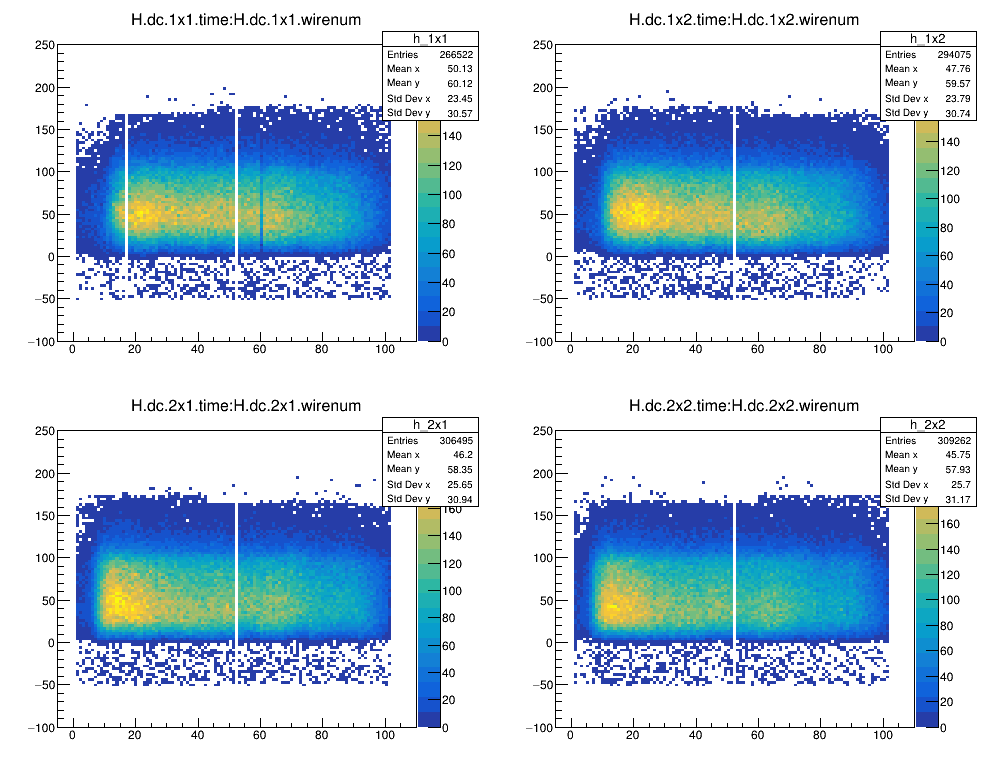 H.dc.1x1.time:H.dc.1x1.wirenum
h_1x1
Entries 266522
Mean x 50.13
Mean y 60.12
Std Dev x 23.45
Std Dev y 30.57
250
200
150
100
50
0
−50
−100
0 20 40 60 80 100
140
120
100
80
60
40
20
0
H.dc.1x2.time:H.dc.1x2.wirenum
h_1x2
Entries 294075
Mean x 47.76
Mean y 59.57
Std Dev x 23.79
Std Dev y 30.74
250
200
150
100
50
0
−50
−100
0 20 40 60 80 100
140
120
100
80
60
40
20
0
H.dc.2x1.time:H.dc.2x1.wirenum
h_2x1
Entries 306495
Mean x 46.2
Mean y 58.35
Std Dev x 25.65
Std Dev y 30.94
250
200
150
100
50
0
−50
−100
0 20 40 60 80 100
160
140
120
100
80
60
40
20
0
H.dc.2x2.time:H.dc.2x2.wirenum
h_2x2
Entries 309262
Mean x 45.75
Mean y 57.93
Std Dev x 25.7
Std Dev y 31.17
250
200
150
100
50
0
−50
−100
0 20 40 60 80 100
160
140
120
100
80
60
40
20
0